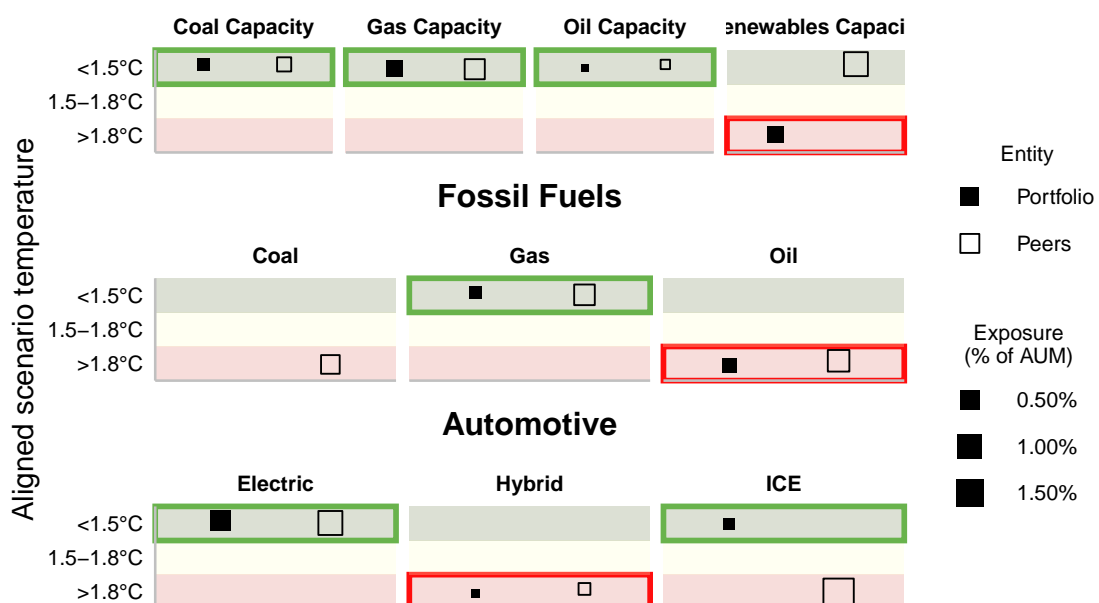 Coal Capacity Gas Capacity Oil Capacity enewables Capaci
<1.5°C
1.5−1.8°C
>1.8°C
Aligned scenario temperature
Fossil Fuels
Coal Gas Oil
<1.5°C
1.5−1.8°C
>1.8°C
Automotive
Electric Hybrid ICE
<1.5°C
1.5−1.8°C
>1.8°C
Entity
Portfolio
Peers
Exposure
(% of AUM)
0.50%
1.00%
1.50%